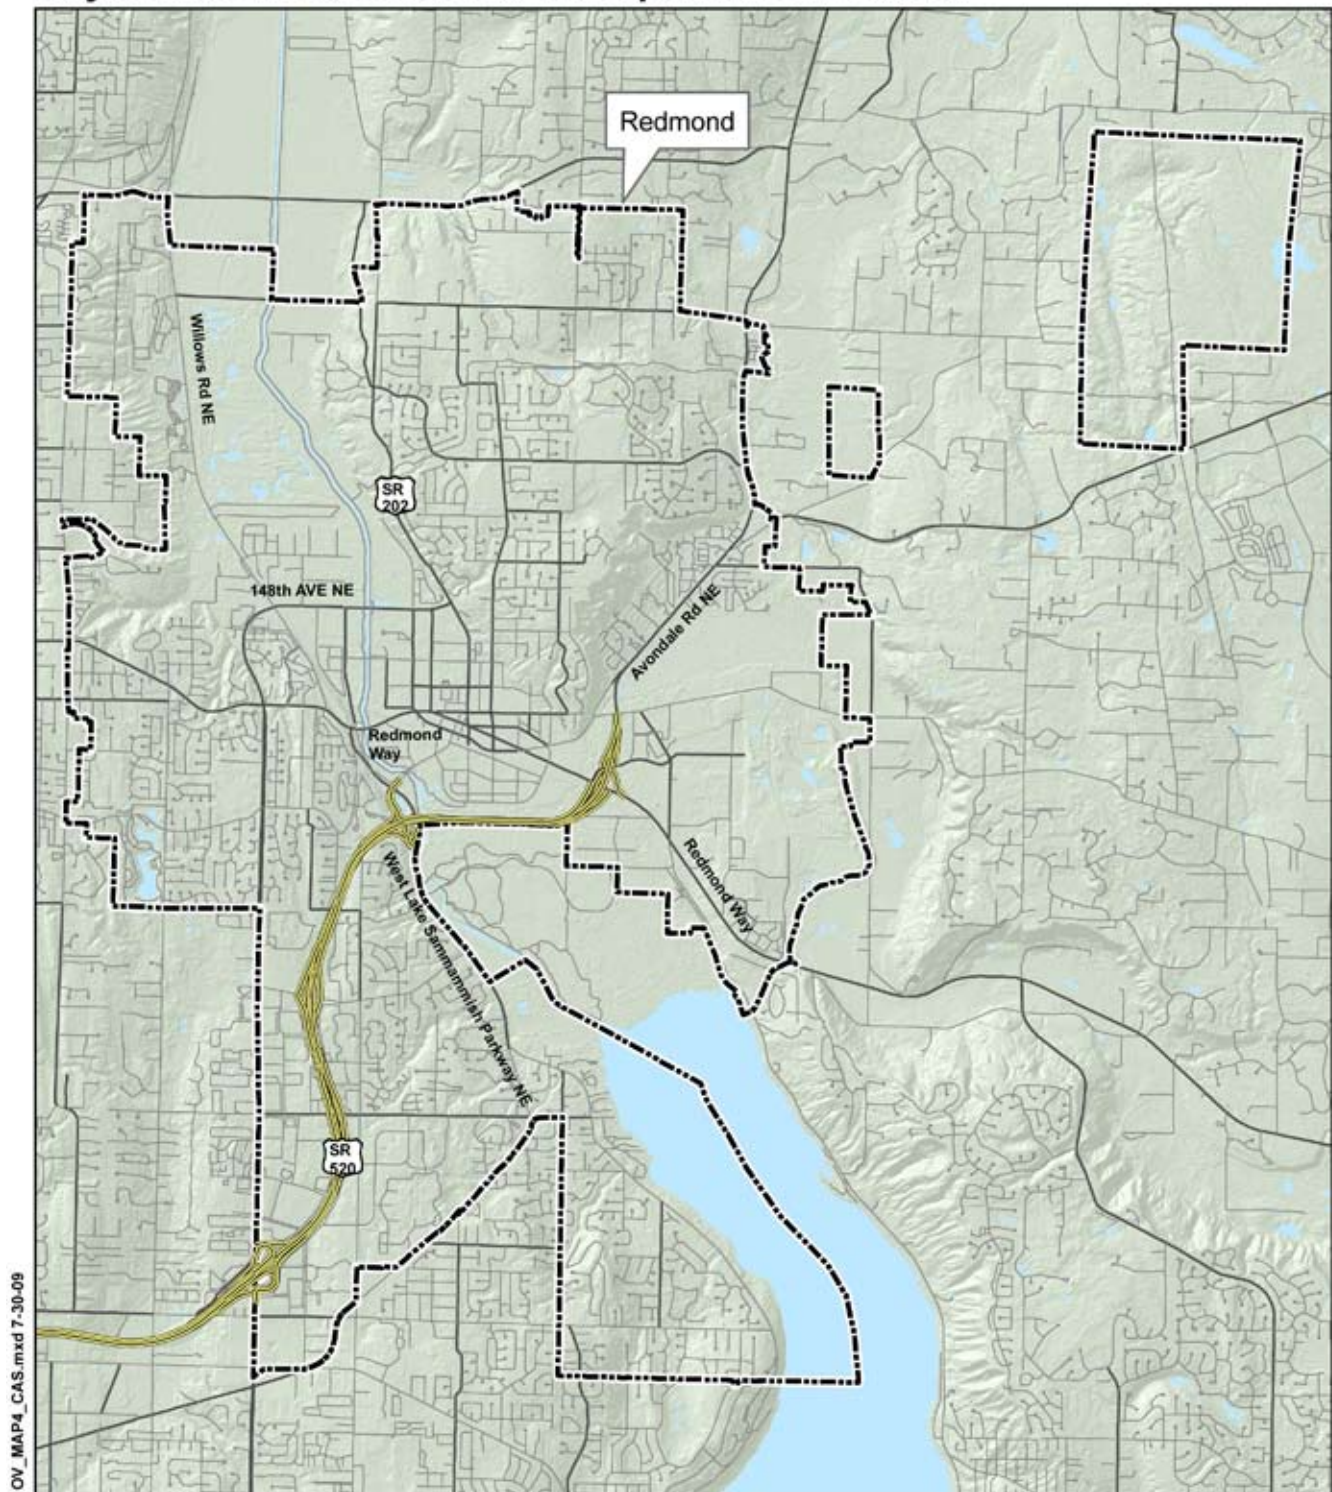 Redmond
Willows Rd NE
SR
202
148th AVE NE
Avondale Rd NE
Redmond
Way
Redmond Way
West Lake Sammammish Parkway NE
SR
520
OV_MAP4_CAS.mxd 7-30-09